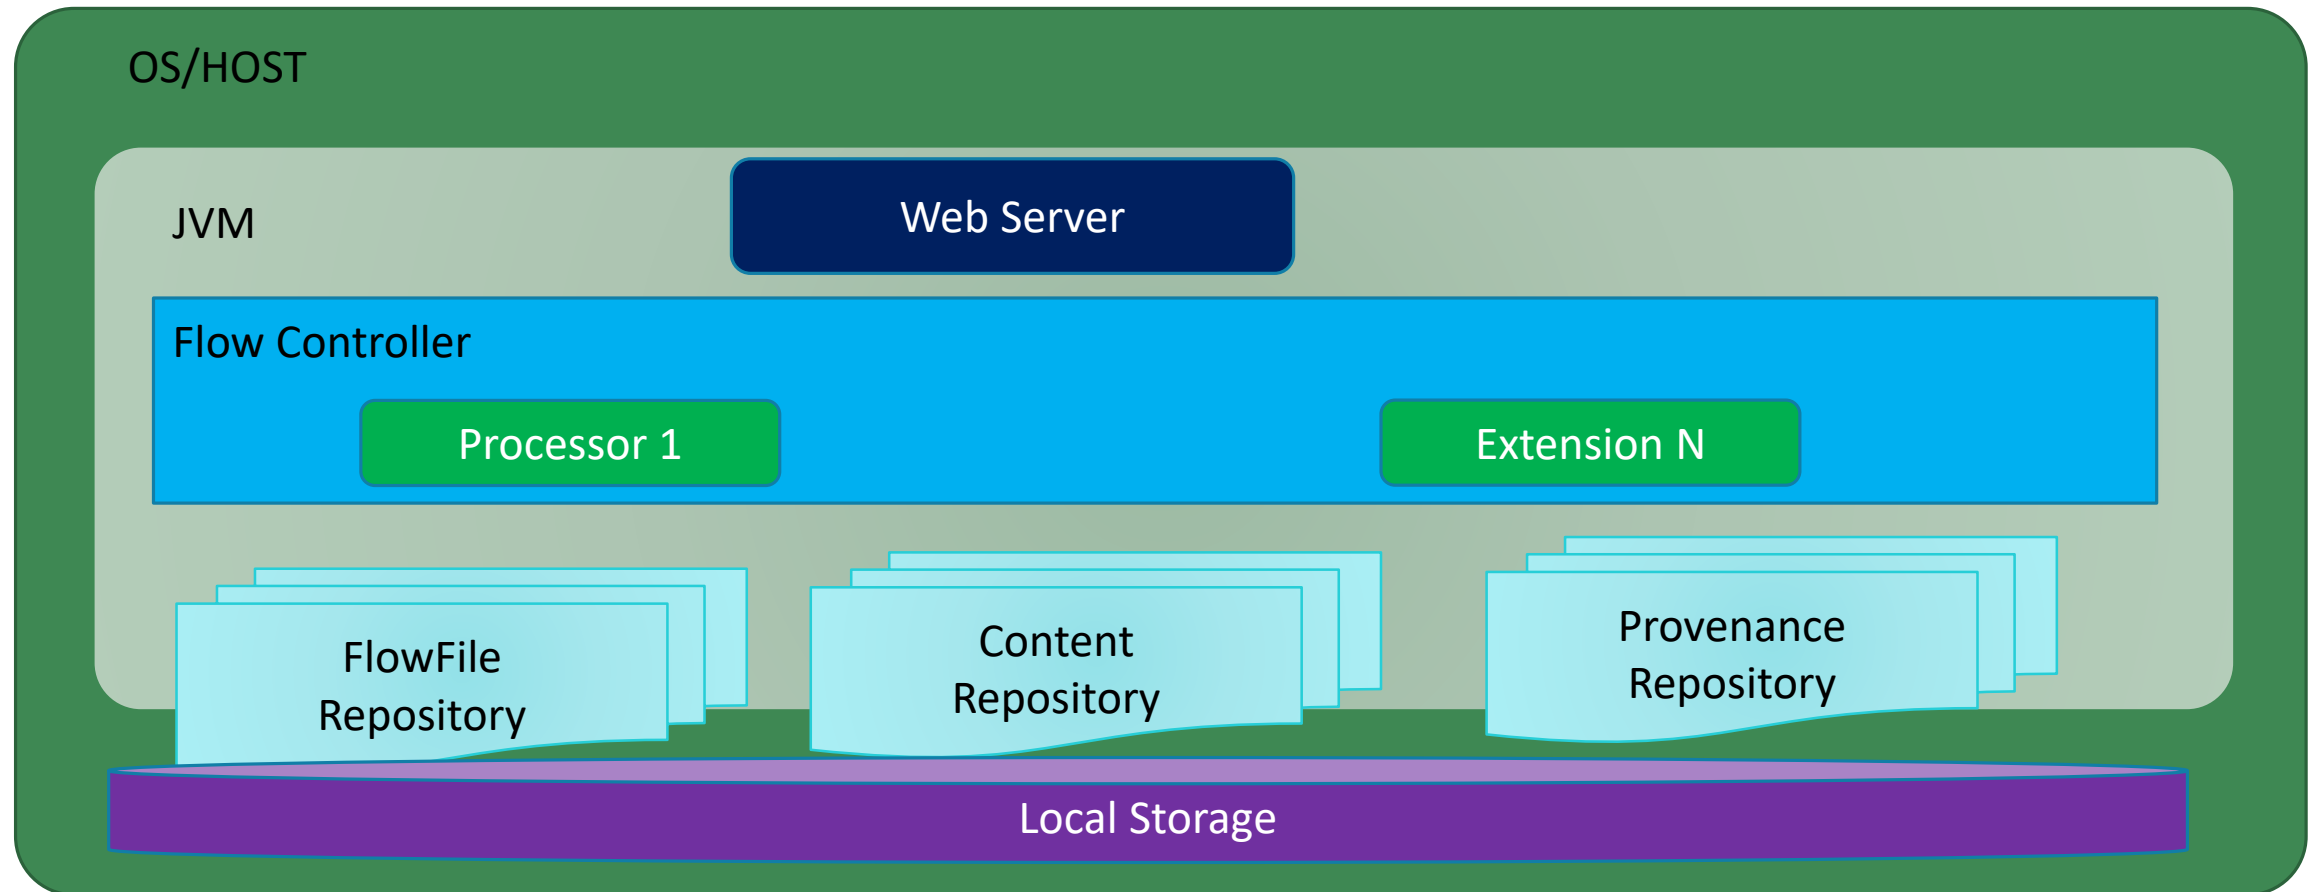 OS/HOST
JVM
Web Server
Flow Controller
Processor 1
Extension N
FlowFile
Repository
Content
Repository
Provenance
Repository
Local Storage